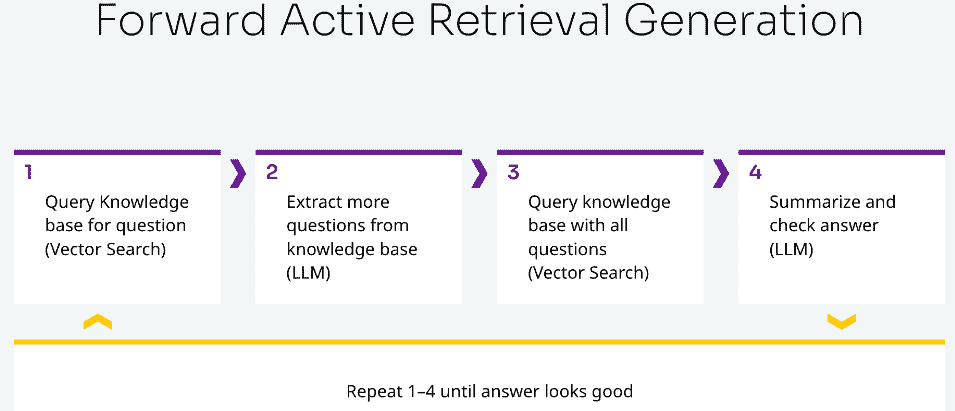 Forward Active Retrieval Generation
1
Query Knowledge
base for question
(Vector Search)
2
Extract more
questions from
knowledge base
(LLM)
3
Query knowledge
base with all
questions
(Vector Search)
4
Summarize and
check answer
(LLM)
Repeat 1–4 until answer looks good